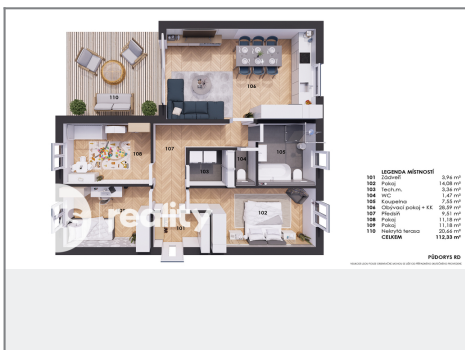 110
106
108
107
105
104
103
102
101
reality
LEGENDA MÍSTNOSTÍ
101 Zádveří 3,96 m²
102 Pokoj 14,08 m²
103 Tech.m. 3,36 m²
104 WC 1,47 m²
105 Koupelna 7,55 m²
106 Obývací pokoj + KK 28,59 m²
107 Předsíň 9,51 m²
108 Pokoj 11,18 m²
109 Pokoj 11,18 m²
110 Nekrytá terasa 20,66 m²
CELKEM 112,33 m²
PŮDORYS RD